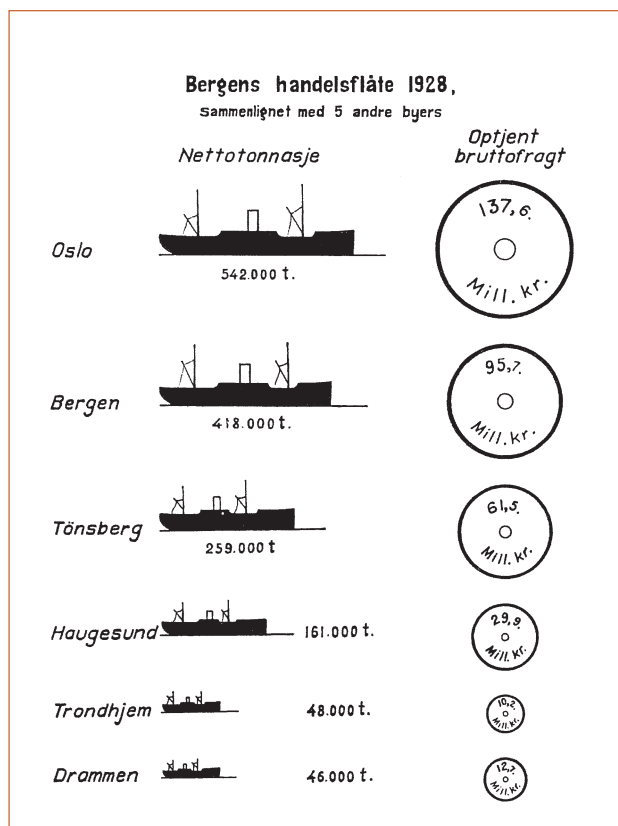 Bergens handelsflåte 1928,
sammenlignet med 5 andre byers
Nettotonnasje
Optjent
bruttofragt
Oslo
542.000 t.
137,6.
Mill. kr.
Bergen
418.000 t.
95,7.
Mill. kr.
Tönsberg
259.000 t
61,5.
Mill. kr.
Haugesund
161.000 t.
29,9.
Mill. kr.
Trondhjem
48.000 t.
10,2.
Mill. kr.
Drammen
46.000 t.
12,7.
Mill. kr.